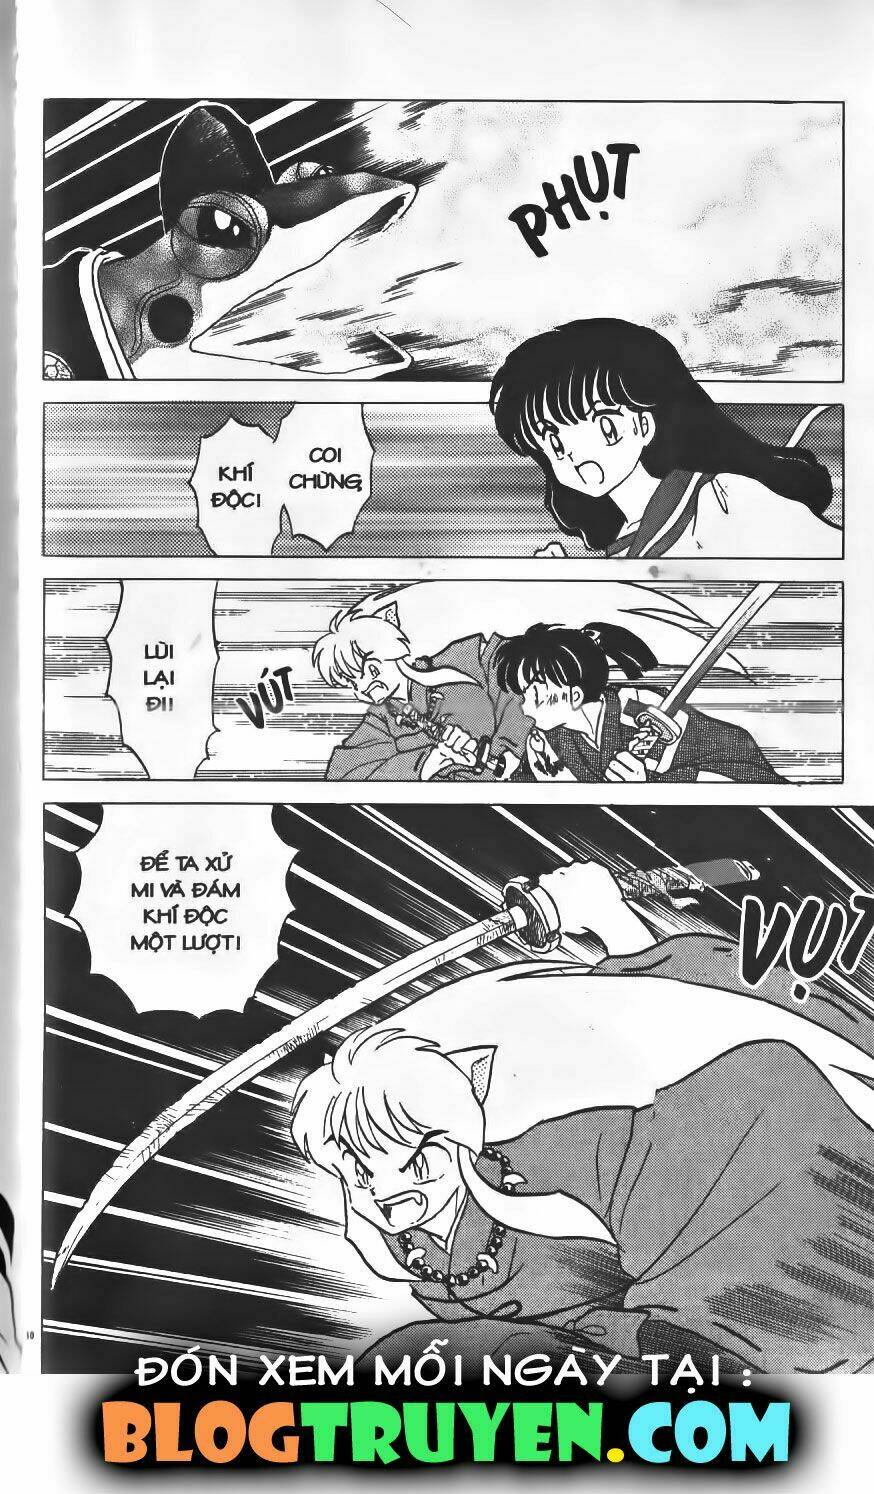 PHỤT
COI
CHỪNG,
KHÍ
ĐỘC!
LÙI
LẠI
ĐI!
VÚT
ĐỂ TA XỬ
MI VÀ ĐÁM
KHÍ ĐỘC
MỘT LƯỢT!
VỤT
10
ĐÓN XEM MỖI NGÀY TẠI :
BLOGTRUYEN.COM